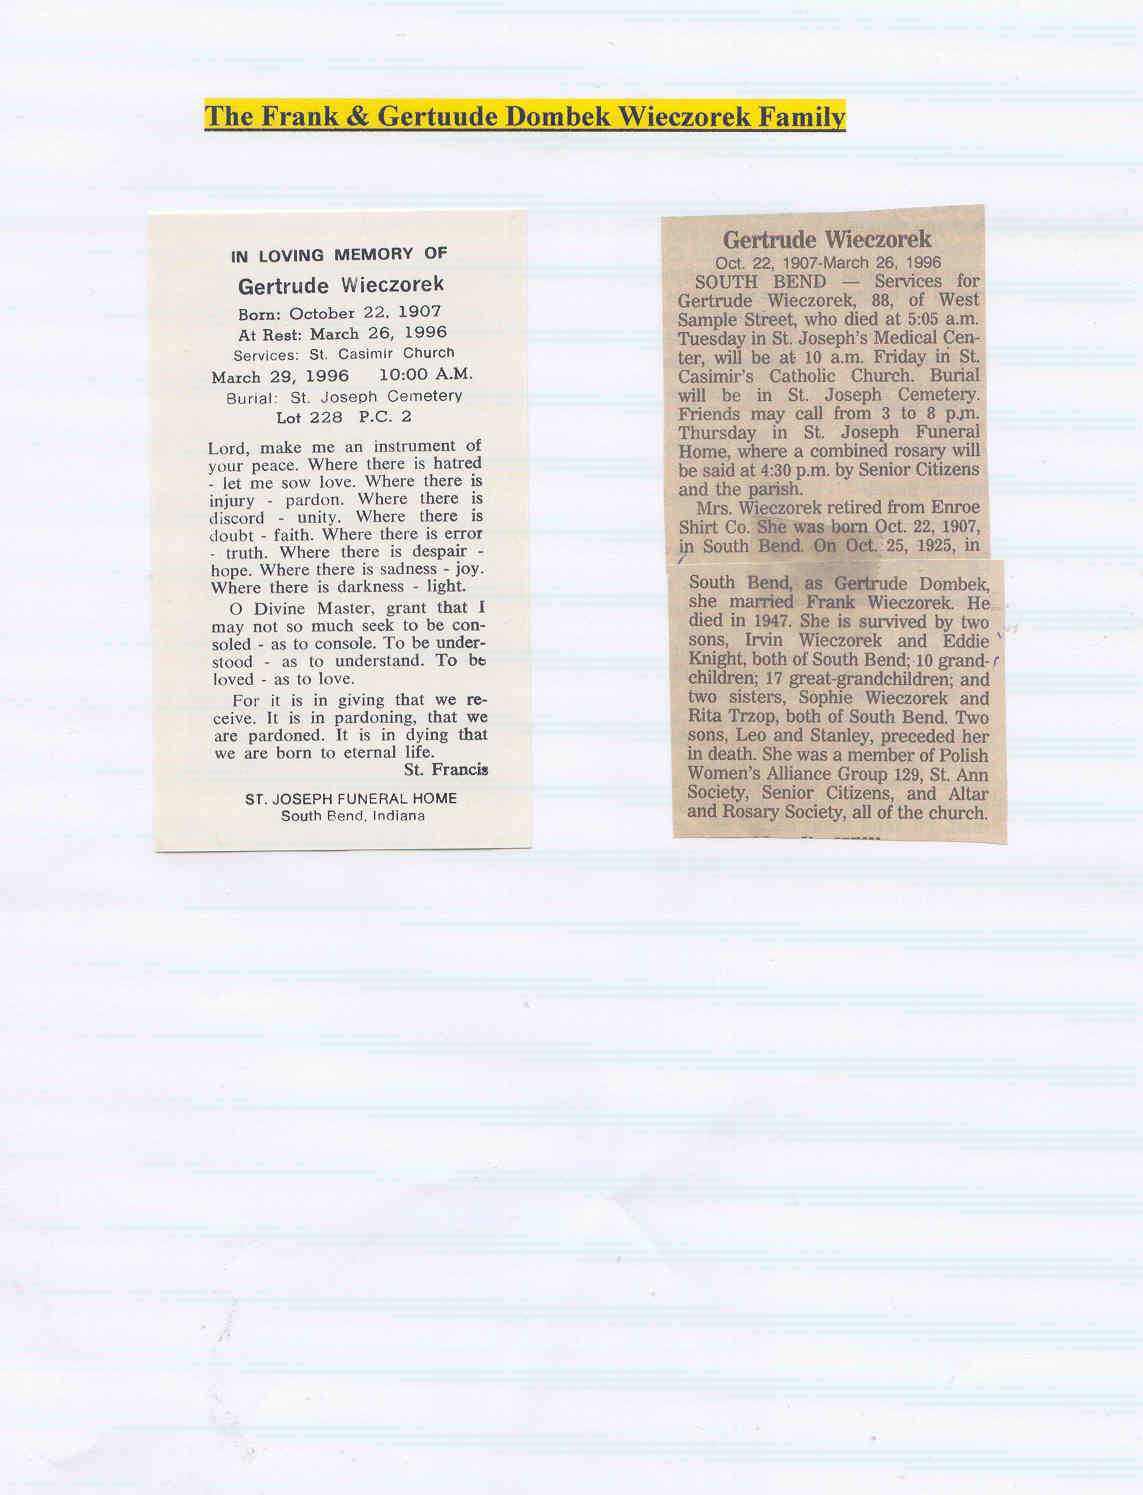 The Frank & Gertuude Dombek Wieczorek Family
IN LOVING MEMORY OF
Gertrude Wieczorek
Born: October 22, 1907
At Rest: March 26, 1996
Services: St. Casimir Church
March 29, 1996 10:00 A.M.
Burial: St. Joseph Cemetery
Lot 228 P.C. 2
Lord, make me an instrument of
your peace. Where there is hatred
- let me sow love. Where there is
injury - pardon. Where there is
discord - unity. Where there is
doubt - faith. Where there is error
- truth. Where there is despair -
hope. Where there is sadness - joy.
Where there is darkness - light.
O Divine Master, grant that I
may not so much seek to be con-
soled - as to console. To be under-
stood - as to understand. To be
loved - as to love.
For it is in giving that we re-
ceive. It is in pardoning, that we
are pardoned. It is in dying that
we are born to eternal life.
St. Francis
ST. JOSEPH FUNERAL HOME
South Bend, Indiana
Gertrude Wieczorek
Oct. 22, 1907-March 26, 1996
SOUTH BEND — Services for
Gertrude Wieczorek, 88, of West
Sample Street, who died at 5:05 a.m.
Tuesday in St. Joseph's Medical Cen-
ter, will be at 10 a.m. Friday in St.
Casimir's Catholic Church. Burial
will be in St. Joseph Cemetery.
Friends may call from 3 to 8 p.m.
Thursday in St. Joseph Funeral
Home, where a combined rosary will
be said at 4:30 p.m. by Senior Citizens
and the parish.
Mrs. Wieczorek retired from Enroe
Shirt Co. She was born Oct. 22, 1907,
in South Bend. On Oct. 25, 1925, in
South Bend, as Gertrude Dombek,
she married Frank Wieczorek. He
died in 1947. She is survived by two
sons, Irvin Wieczorek and Eddie
Knight, both of South Bend; 10 grand-
children; 17 great-grandchildren; and
two sisters, Sophie Wieczorek and
Rita Trzop, both of South Bend. Two
sons, Leo and Stanley, preceded her
in death. She was a member of Polish
Women's Alliance Group 129, St. Ann
Society, Senior Citizens, and Altar
and Rosary Society, all of the church.